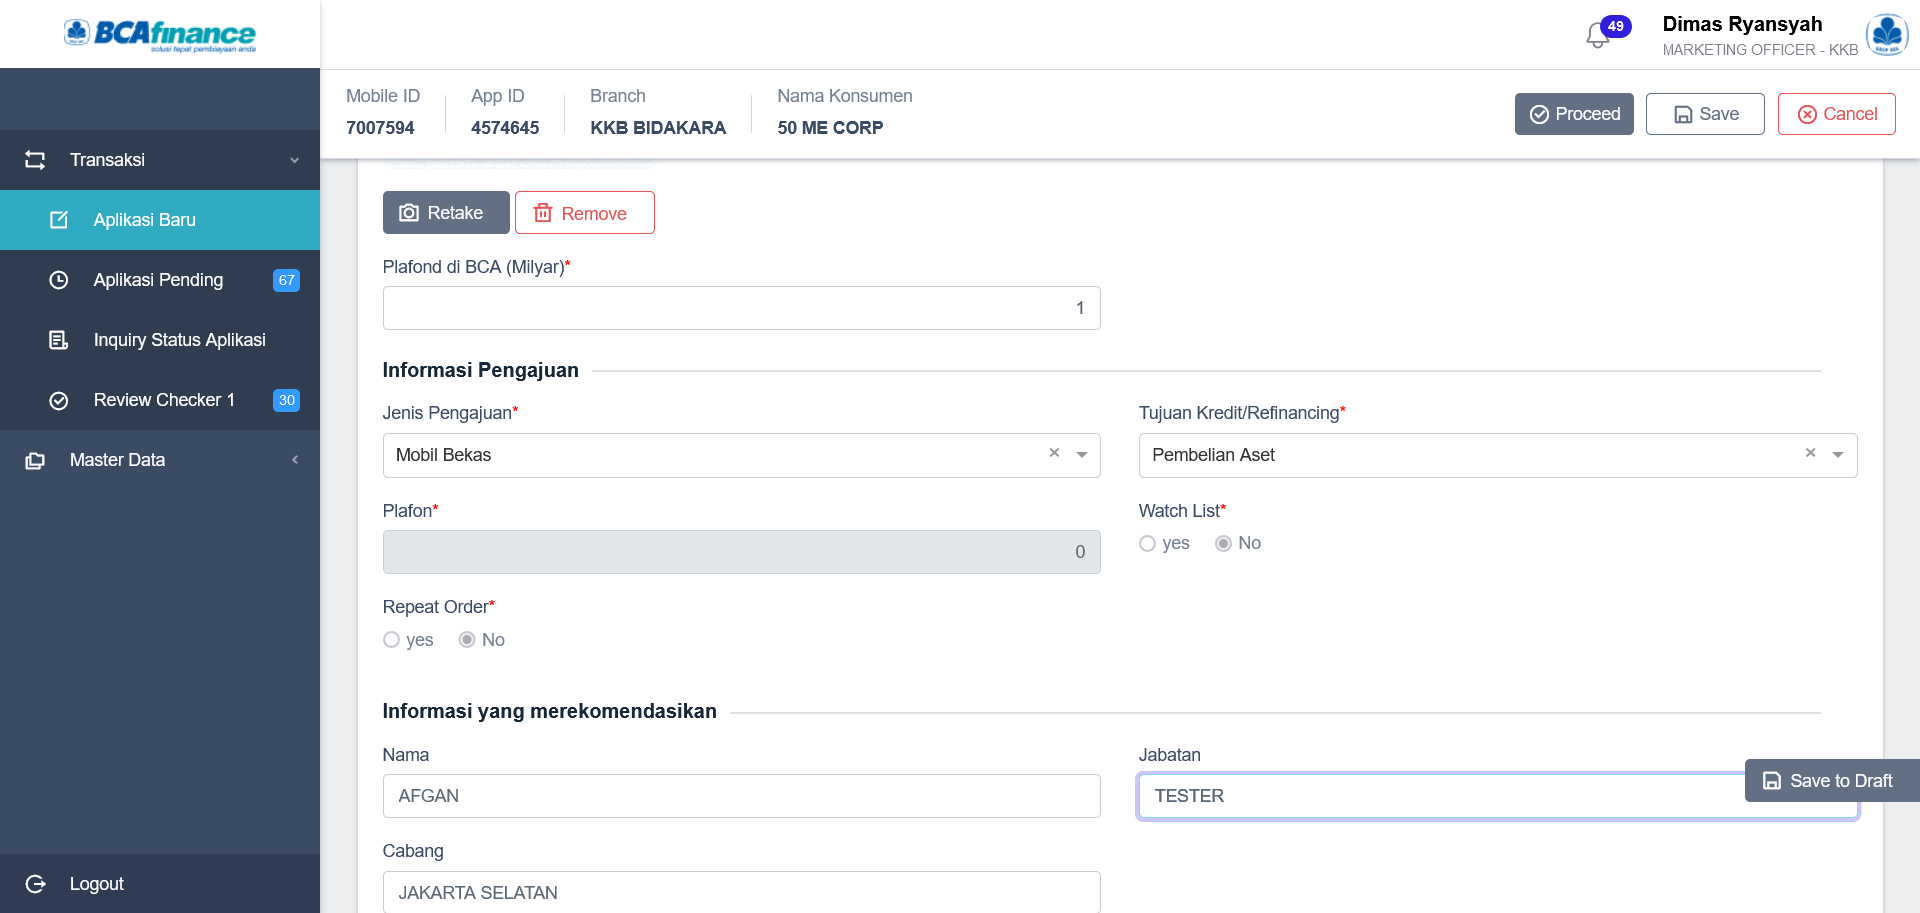 BCAfinance
solusi tepat pembiayaan anda
49
Dimas Ryansyah
MARKETING OFFICER - KKB
Mobile ID
7007594
App ID
4574645
Branch
KKB BIDAKARA
Nama Konsumen
50 ME CORP
Proceed
Save
Cancel
Transaksi
Aplikasi Baru
Aplikasi Pending
67
Inquiry Status Aplikasi
Review Checker 1
30
Master Data
Logout
Retake
Remove
Plafond di BCA (Milyar)*
1
Informasi Pengajuan
Jenis Pengajuan*
Mobil Bekas
Tujuan Kredit/Refinancing*
Pembelian Aset
Plafon*
0
Watch List*
yes No
Repeat Order*
yes No
Informasi yang merekomendasikan
Nama
AFGAN
Jabatan
TESTER
Save to Draft
Cabang
JAKARTA SELATAN